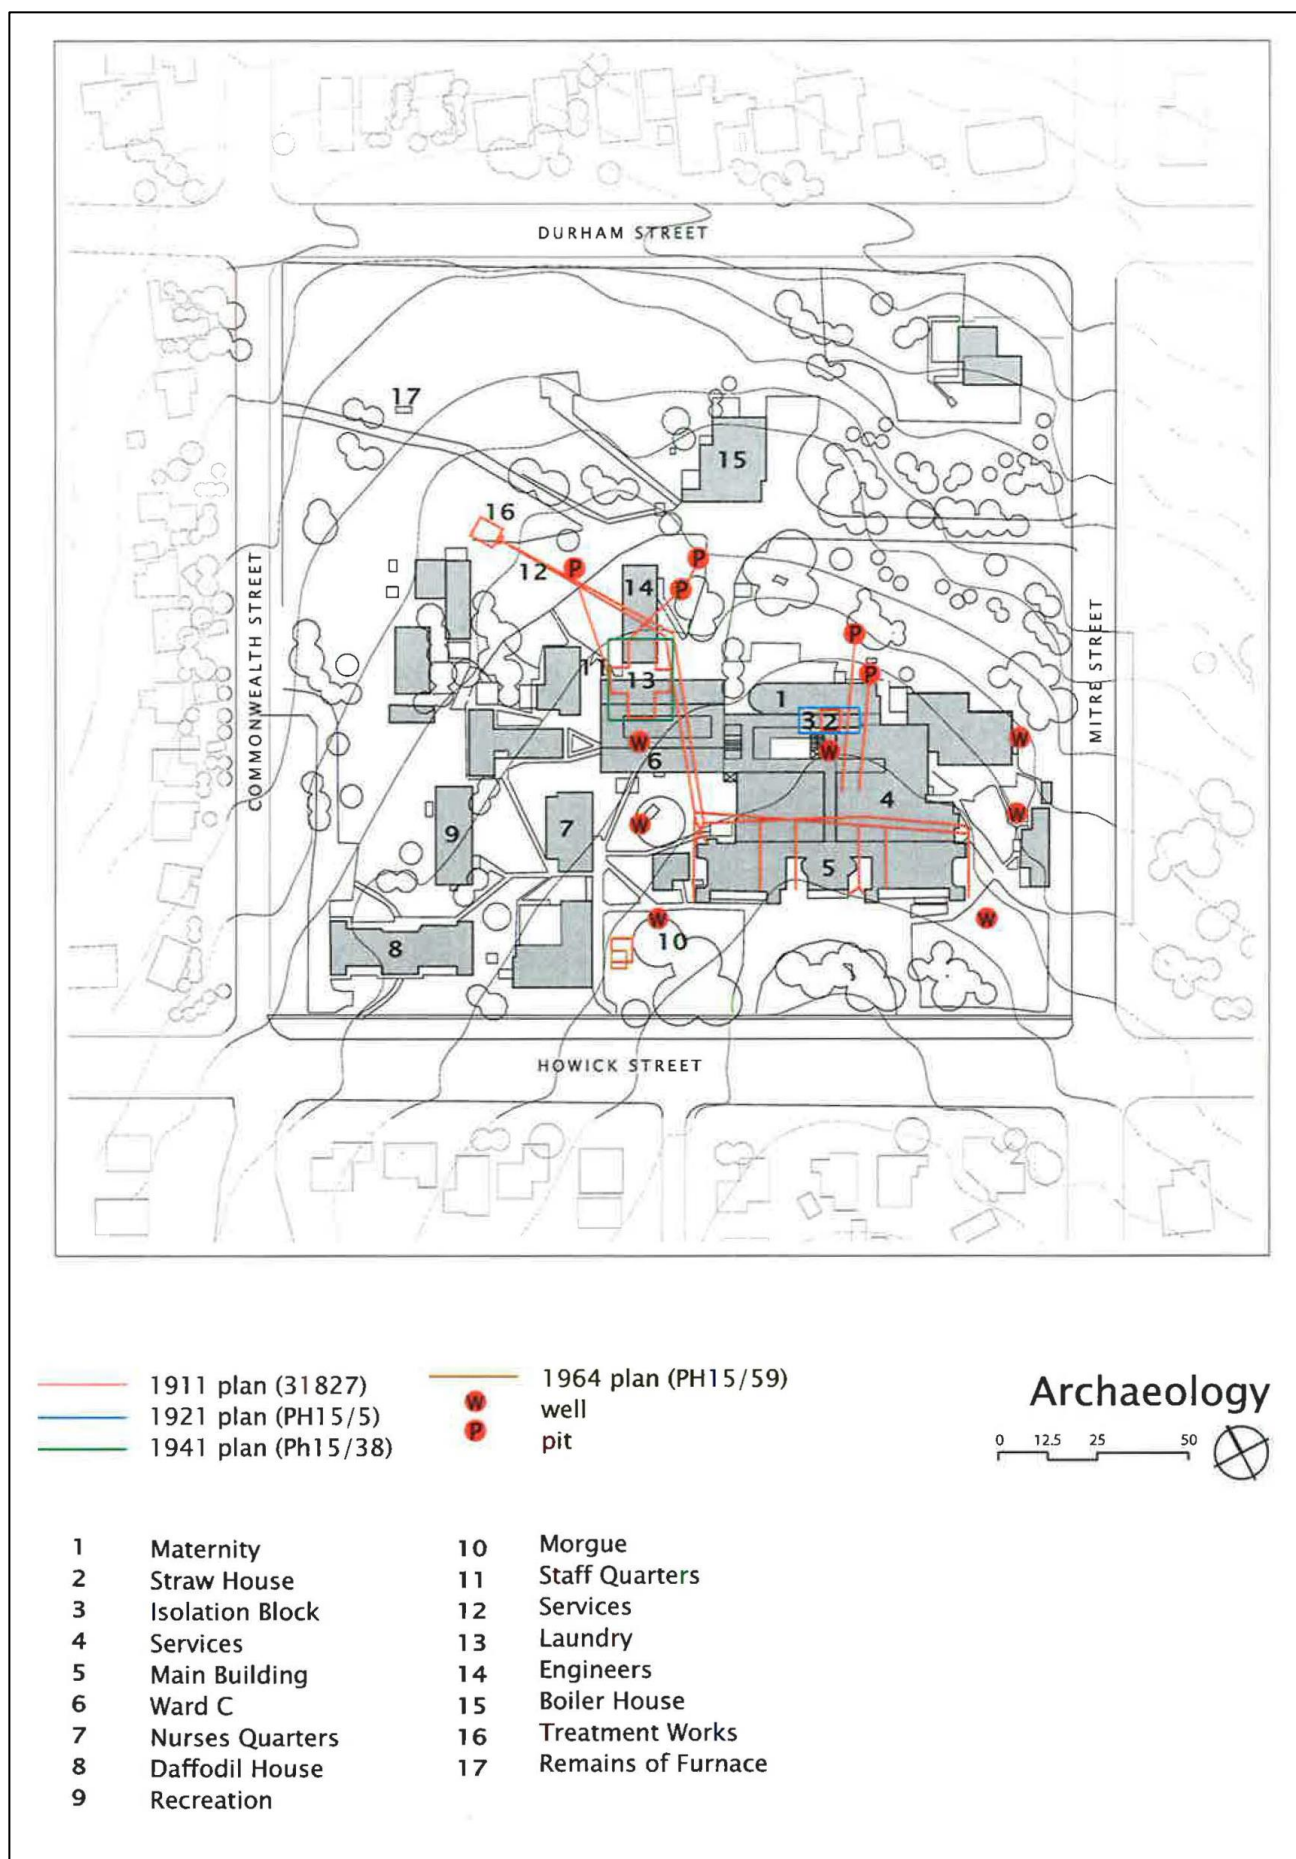 DURHAM STREET
17
15
16
12
P
P
P
14
COMMONWEALTH STREET
MITRE STREET
P
P
11
13
1
3 2
W
W
W
6
4
W
W
9
7
5
W
W
10
8
HOWICK STREET
1911 plan (31827)
1921 plan (PH15/5)
1941 plan (Ph15/38)
1964 plan (PH15/59)
W well
P pit
Archaeology
0 12.5 25 50
1 Maternity
2 Straw House
3 Isolation Block
4 Services
5 Main Building
6 Ward C
7 Nurses Quarters
8 Daffodil House
9 Recreation
10 Morgue
11 Staff Quarters
12 Services
13 Laundry
14 Engineers
15 Boiler House
16 Treatment Works
17 Remains of Furnace